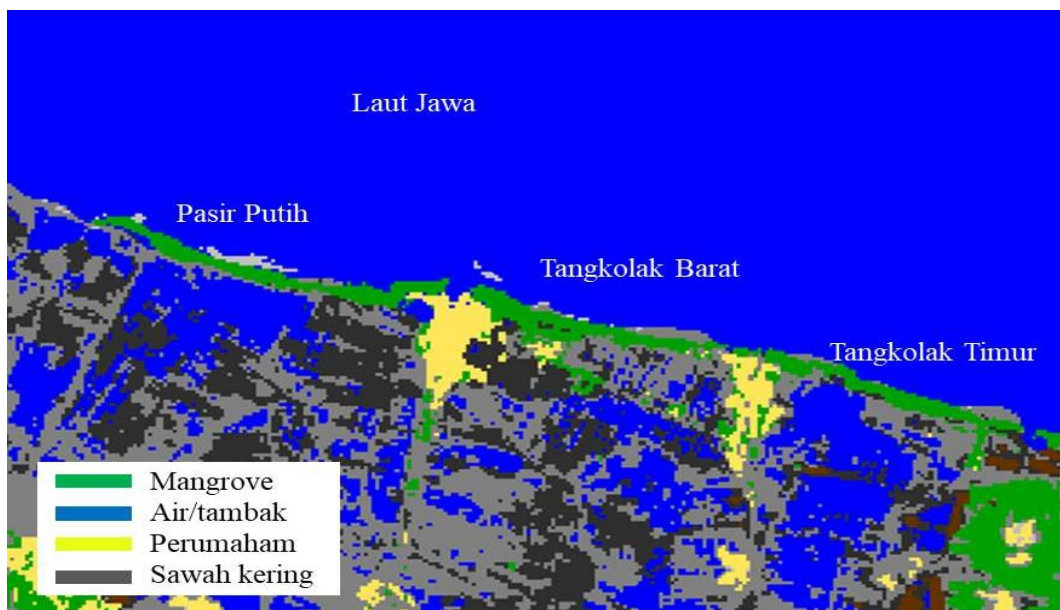 Laut Jawa
Pasir Putih
Tangkolak Barat
Tangkolak Timur
Mangrove
Air/tambak
Perumaham
Sawah kering